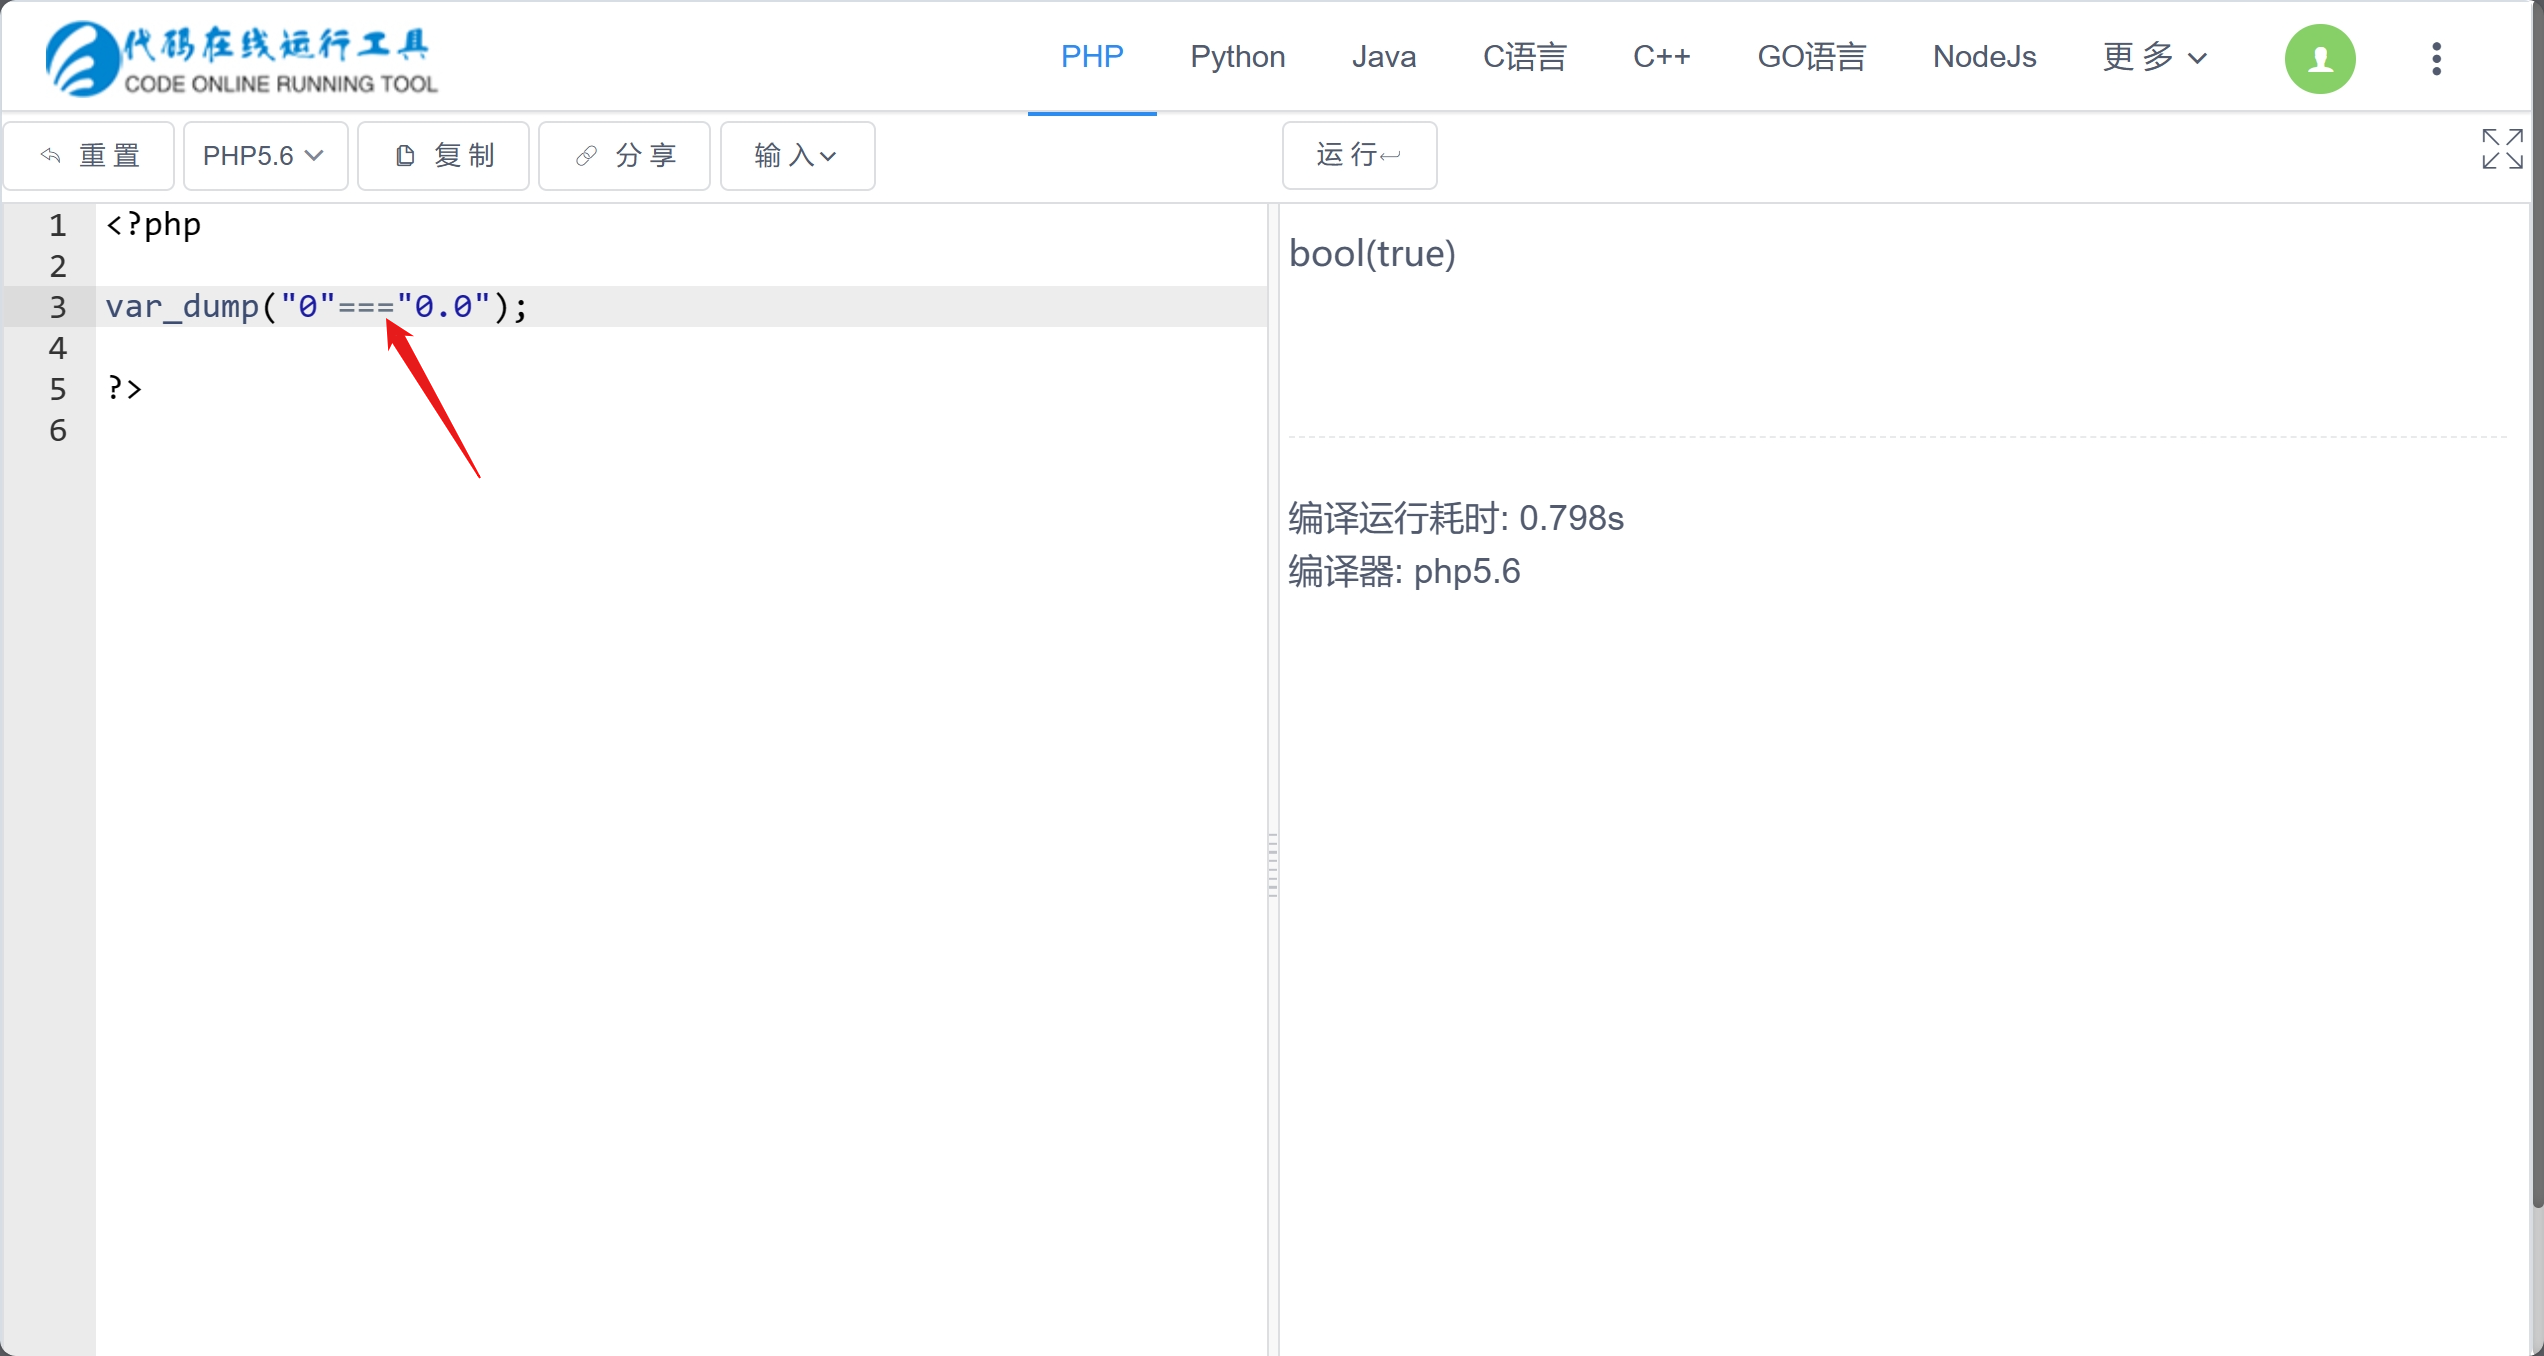 代码在线运行工具
CODE ONLINE RUNNING TOOL
PHP Python Java C语言 C++ GO语言 NodeJs 更多
重置 PHP5.6 复制 分享 输入 运行
1 <?php
2
3 var_dump("0"==="0.0");
4
5 ?>
6
bool(true)
编译运行耗时: 0.798s
编译器: php5.6